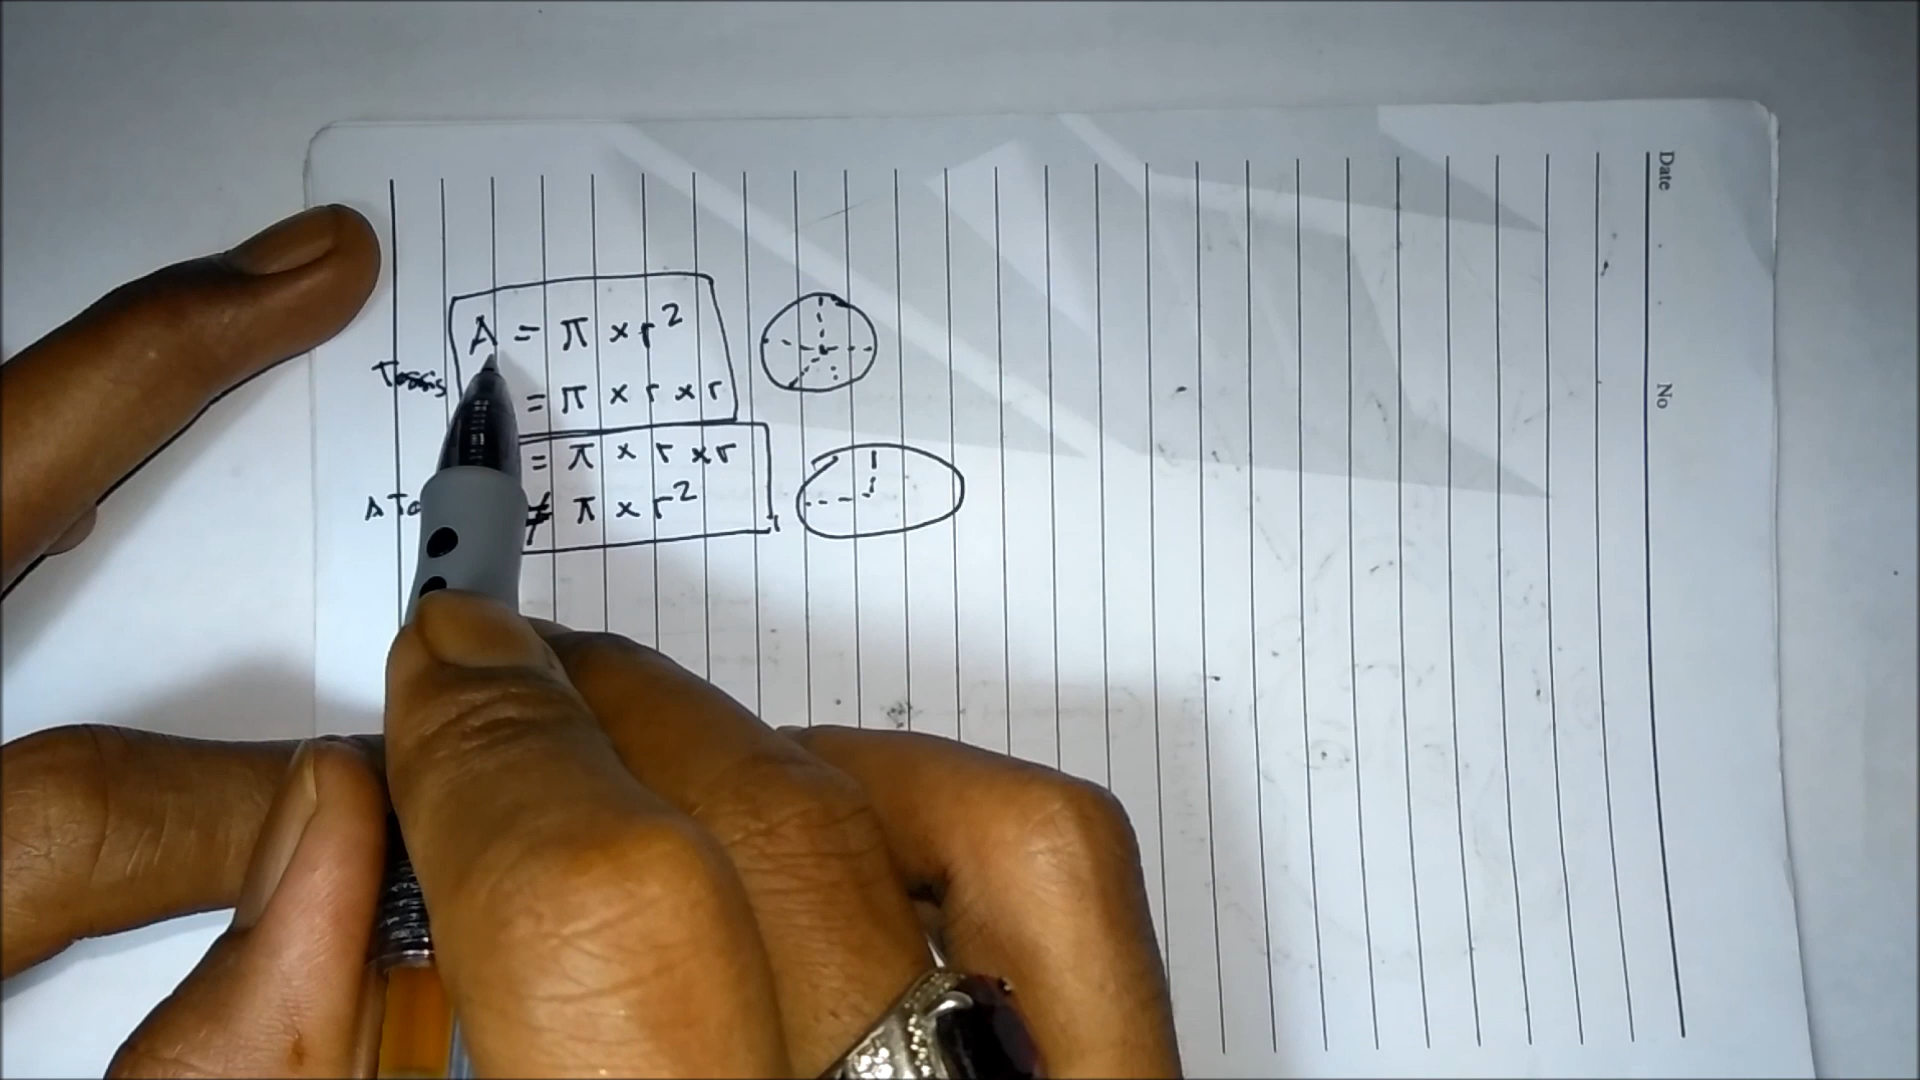 A = π × r²
= π × r × r
= π × r × r
≠ π × r²
Date
No